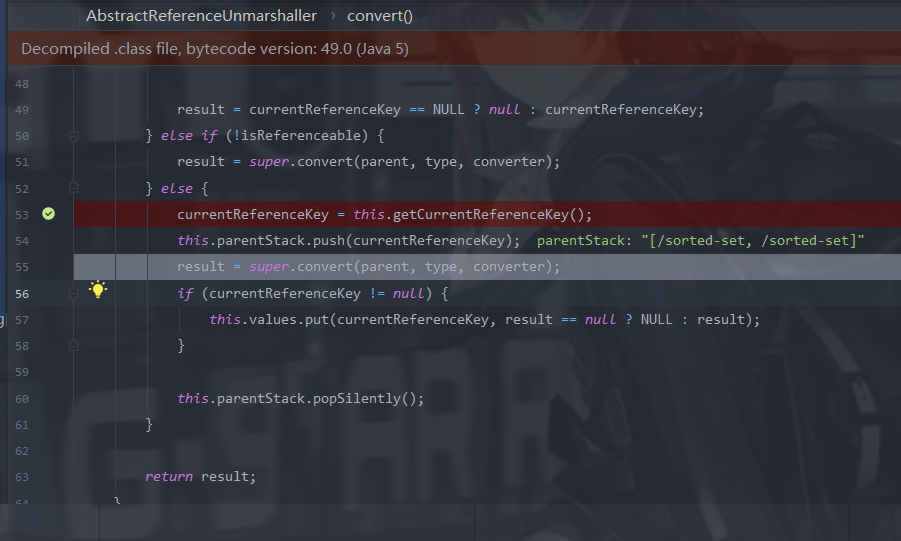 AbstractReferenceUnmarshaller › convert()
Decompiled .class file, bytecode version: 49.0 (Java 5)
48
49 result = currentReferenceKey == NULL ? null : currentReferenceKey;
50 } else if (!isReferenceable) {
51 result = super.convert(parent, type, converter);
52 } else {
53 currentReferenceKey = this.getCurrentReferenceKey();
54 this.parentStack.push(currentReferenceKey); parentStack: "[/sorted-set, /sorted-set]"
55 result = super.convert(parent, type, converter);
56 if (currentReferenceKey != null) {
57 this.values.put(currentReferenceKey, result == null ? NULL : result);
58 }
59
60 this.parentStack.popSilently();
61 }
62
63 return result;
64 }
G-STAR R